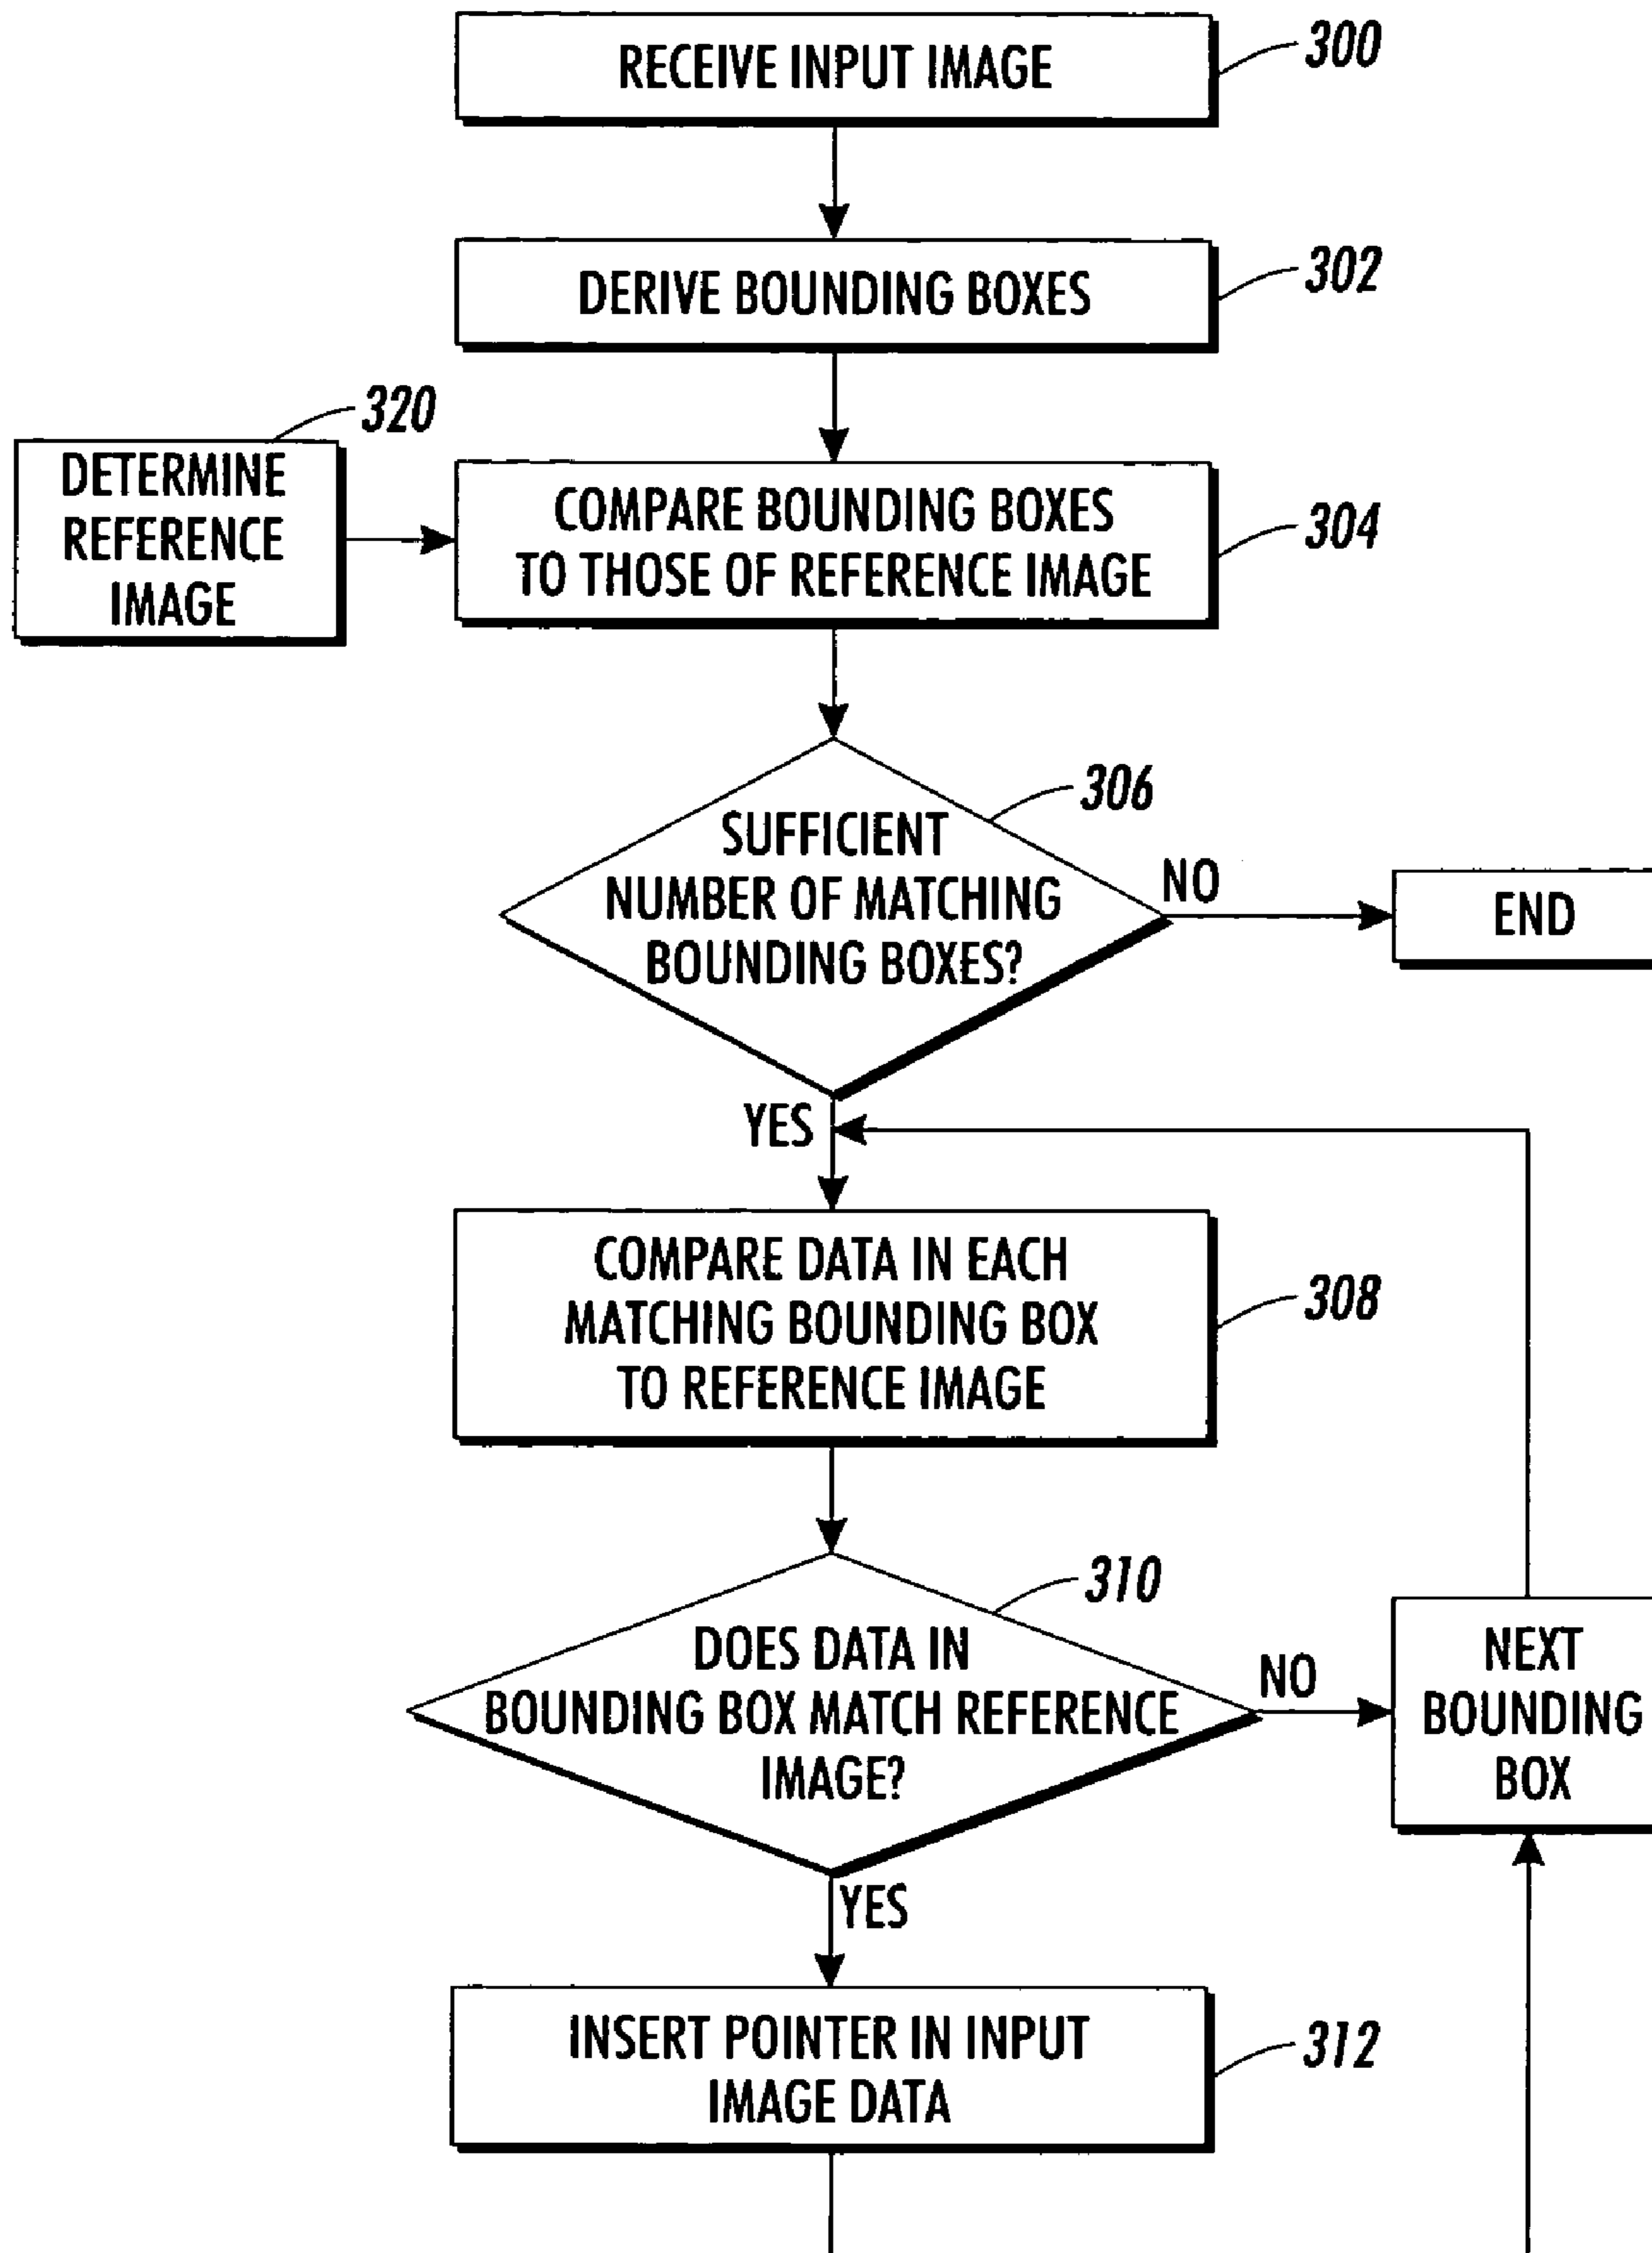 RECEIVE INPUT IMAGE
300
DERIVE BOUNDING BOXES
302
320
DETERMINE
REFERENCE
IMAGE
COMPARE BOUNDING BOXES
TO THOSE OF REFERENCE IMAGE
304
306
SUFFICIENT
NUMBER OF MATCHING
BOUNDING BOXES?
NO
END
YES
COMPARE DATA IN EACH
MATCHING BOUNDING BOX
TO REFERENCE IMAGE
308
310
DOES DATA IN
BOUNDING BOX MATCH REFERENCE
IMAGE?
NO
NEXT
BOUNDING
BOX
YES
INSERT POINTER IN INPUT
IMAGE DATA
312